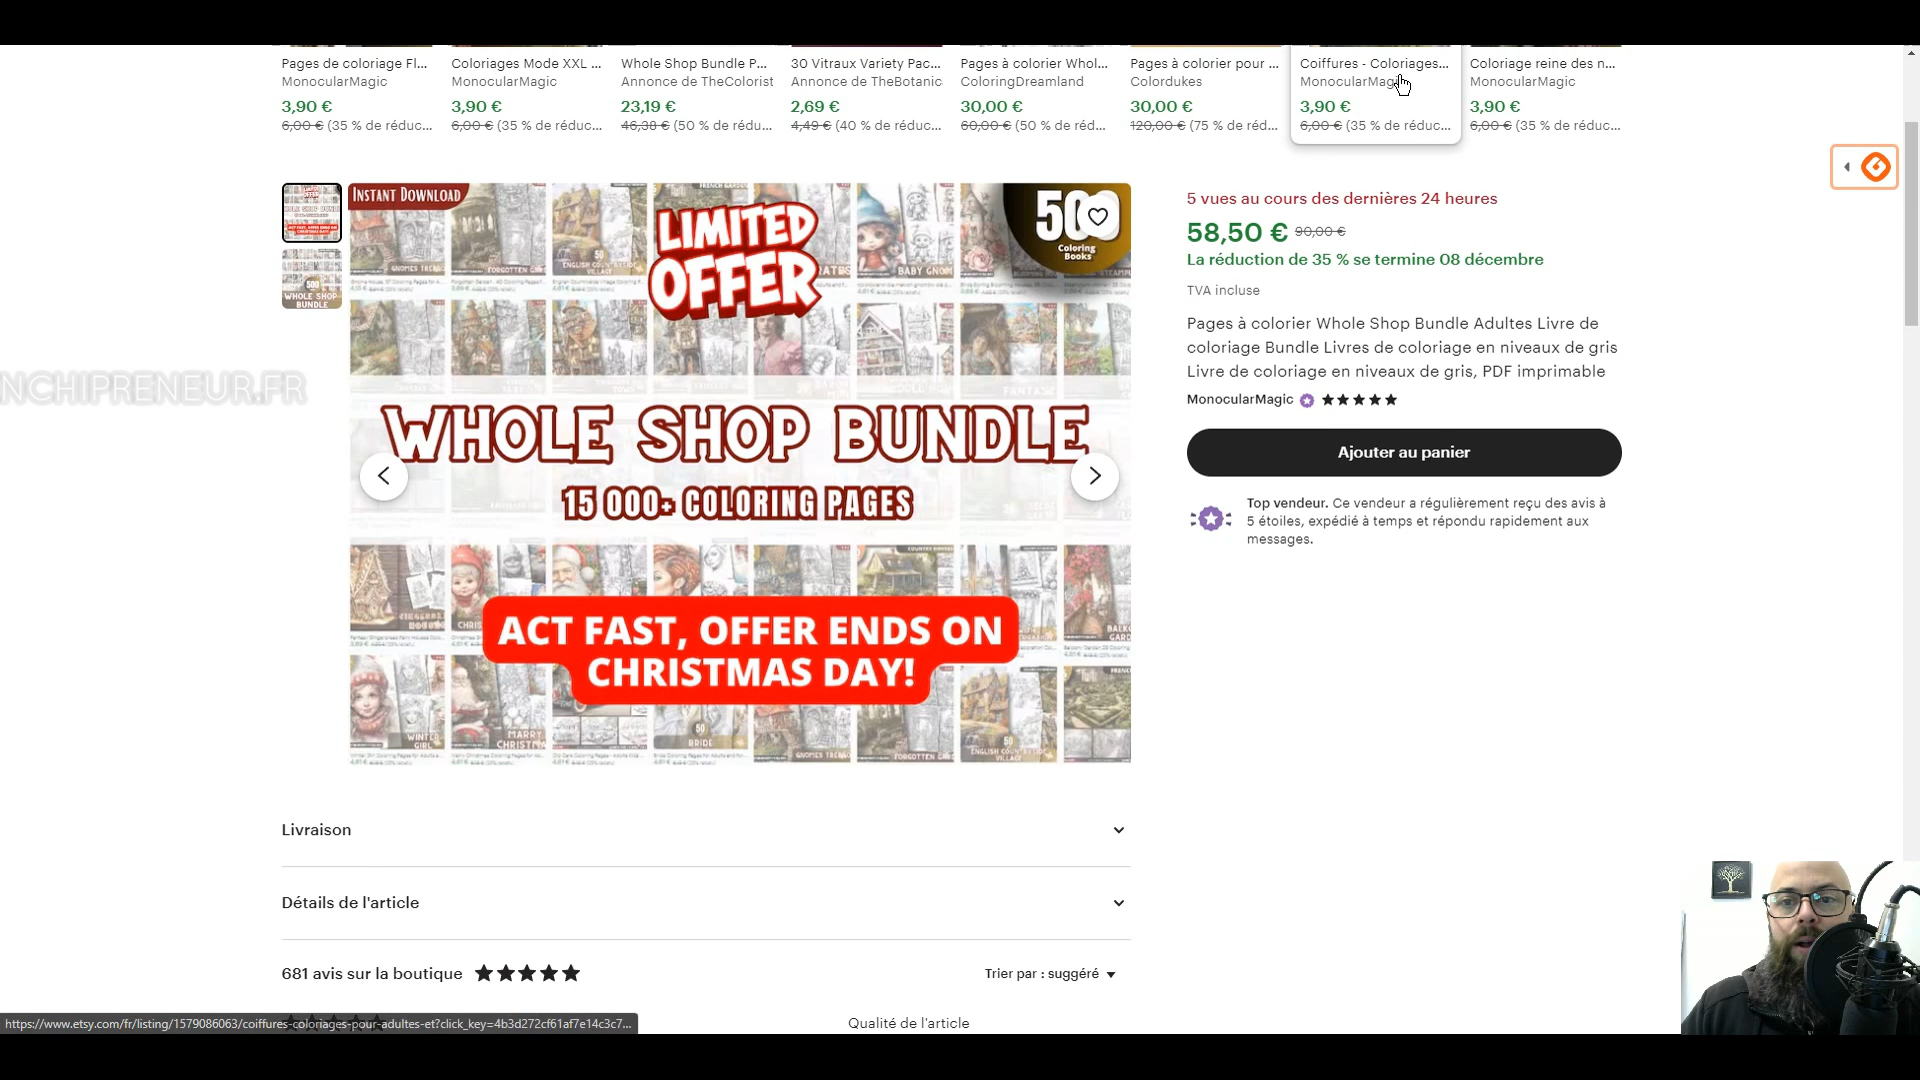 Pages de coloriage Fl...
MonocularMagic
3,90 €
6,00 € (35 % de réduc...
Coloriages Mode XXL ...
MonocularMagic
3,90 €
6,00 € (35 % de réduc...
Whole Shop Bundle P...
Annonce de TheColorist
23,19 €
46,38 € (50 % de rédu...
30 Vitraux Variety Pac...
Annonce de TheBotanic
2,69 €
4,49 € (40 % de réduc...
Pages à colorier Whol...
ColoringDreamland
30,00 €
60,00 € (50 % de réd...
Pages à colorier pour ...
Colordukes
30,00 €
120,00 € (75 % de réd...
Coiffures - Coloriages...
MonocularMagic
3,90 €
6,00 € (35 % de réduc...
Coloriage reine des n...
MonocularMagic
3,90 €
6,00 € (35 % de réduc...
INSTANT DOWNLOAD
LIMITED
OFFER
500
Coloring
Books
WHOLE SHOP BUNDLE
15 000+ COLORING PAGES
ACT FAST, OFFER ENDS ON
CHRISTMAS DAY!
NCHIPRENEUR.FR
5 vues au cours des dernières 24 heures
58,50 € 90,00 €
La réduction de 35 % se termine 08 décembre
TVA incluse
Pages à colorier Whole Shop Bundle Adultes Livre de
coloriage Bundle Livres de coloriage en niveaux de gris
Livre de coloriage en niveaux de gris, PDF imprimable
MonocularMagic
Ajouter au panier
Top vendeur. Ce vendeur a régulièrement reçu des avis à
5 étoiles, expédié à temps et répondu rapidement aux
messages.
Livraison
Détails de l'article
681 avis sur la boutique
Trier par : suggéré
Qualité de l'article
https://www.etsy.com/fr/listing/1579086063/coiffures-coloriages-pour-adultes-et?click_key=4b3d272cf61af7e14c3c7...